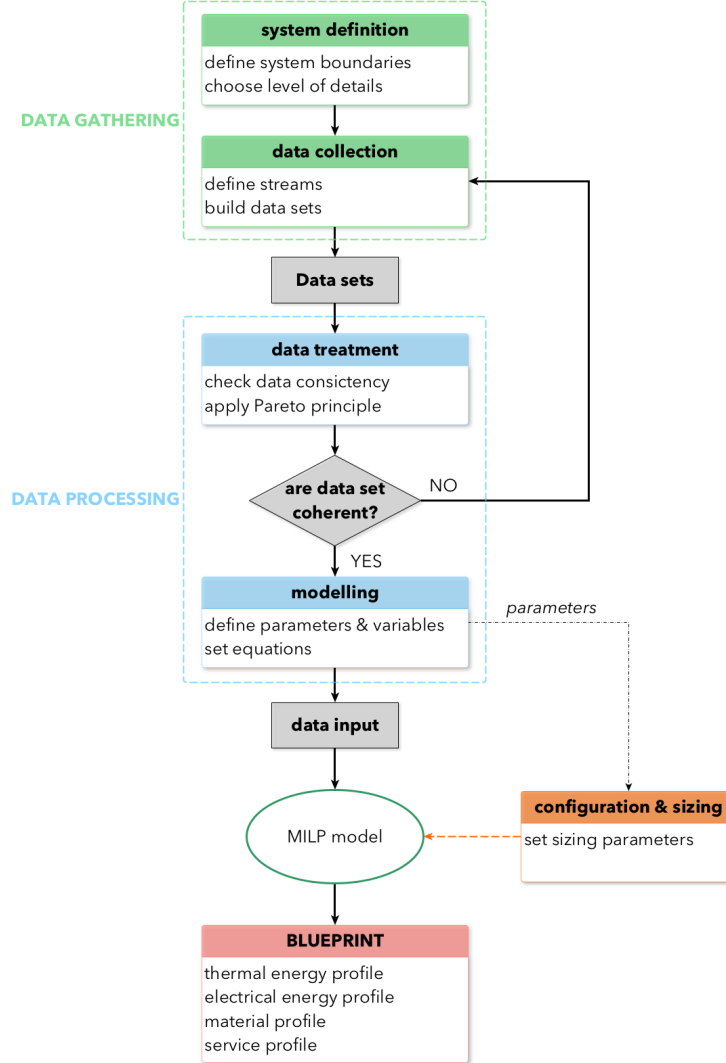 system definition
define system boundaries
choose level of details
DATA GATHERING
data collection
define streams
build data sets
Data sets
data treatment
check data consictency
apply Pareto principle
are data set
coherent?
NO
DATA PROCESSING
YES
modelling
define parameters & variables
set equations
parameters
data input
configuration & sizing
set sizing parameters
MILP model
BLUEPRINT
thermal energy profile
electrical energy profile
material profile
service profile